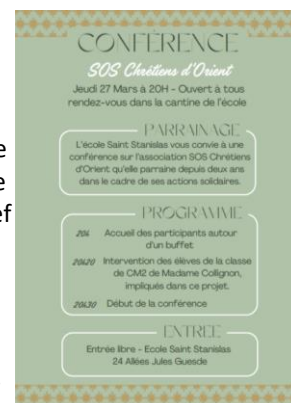 CONFÉRENCE
SOS Chrétiens d'Orient
Jeudi 27 Mars à 20H - Ouvert à tous
rendez-vous dans la cantine de l'école
PARRAINAGE
L'école Saint Stanislas vous convie à une
conférence sur l'association SOS Chrétiens
d'Orient qu'elle parraine depuis deux ans
dans le cadre de ses actions solidaires.
e
e
ef
PROGRAMME
20h Accueil des participants autour
d'un buffet
20h20 Intervention des élèves de la classe
de CM2 de Madame Collignon,
impliqués dans ce projet.
20h30 Début de la conférence
ENTREE
Entrée libre - Ecole Saint Stanislas
24 Allées Jules Guesde